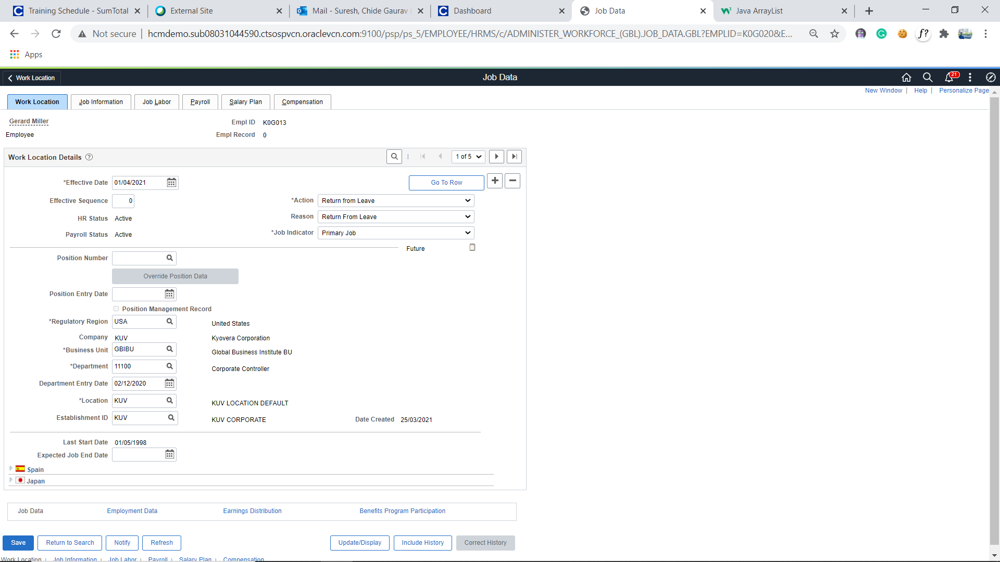 Training Schedule - SumTotal
External Site
Mail - Suresh, Chide Gaurav (
Dashboard
Job Data
Java ArrayList
Not secure
hcmdemo.sub08031044590.ctsospvcn.oraclevcn.com:9100/psp/ps_5/EMPLOYEE/HRMS/c/ADMINISTER_WORKFORCE_(GBL).JOB_DATA.GBL?EMPLID=K0G020&E...
Apps
Work Location
Job Data
21
New Window | Help | Personalize Page
Work Location
Job Information
Job Labor
Payroll
Salary Plan
Compensation
Gerard Miller
Empl ID K0G013
Employee
Empl Record 0
Work Location Details
1 of 5
*Effective Date 01/04/2021
Go To Row
Effective Sequence 0
*Action Return from Leave
HR Status Active
Reason Return From Leave
Payroll Status Active
*Job Indicator Primary Job
Future
Position Number
Override Position Data
Position Entry Date
Position Management Record
*Regulatory Region USA United States
Company KUV Kyovera Corporation
*Business Unit GBIBU Global Business Institute BU
*Department 11100 Corporate Controller
Department Entry Date 02/12/2020
*Location KUV KUV LOCATION DEFAULT
Establishment ID KUV KUV CORPORATE Date Created 25/03/2021
Last Start Date 01/05/1998
Expected Job End Date
Spain
Japan
Job Data Employment Data Earnings Distribution Benefits Program Participation
Save Return to Search Notify Refresh Update/Display Include History Correct History
Work Location | Job Information | Job Labor | Payroll | Salary Plan | Compensation